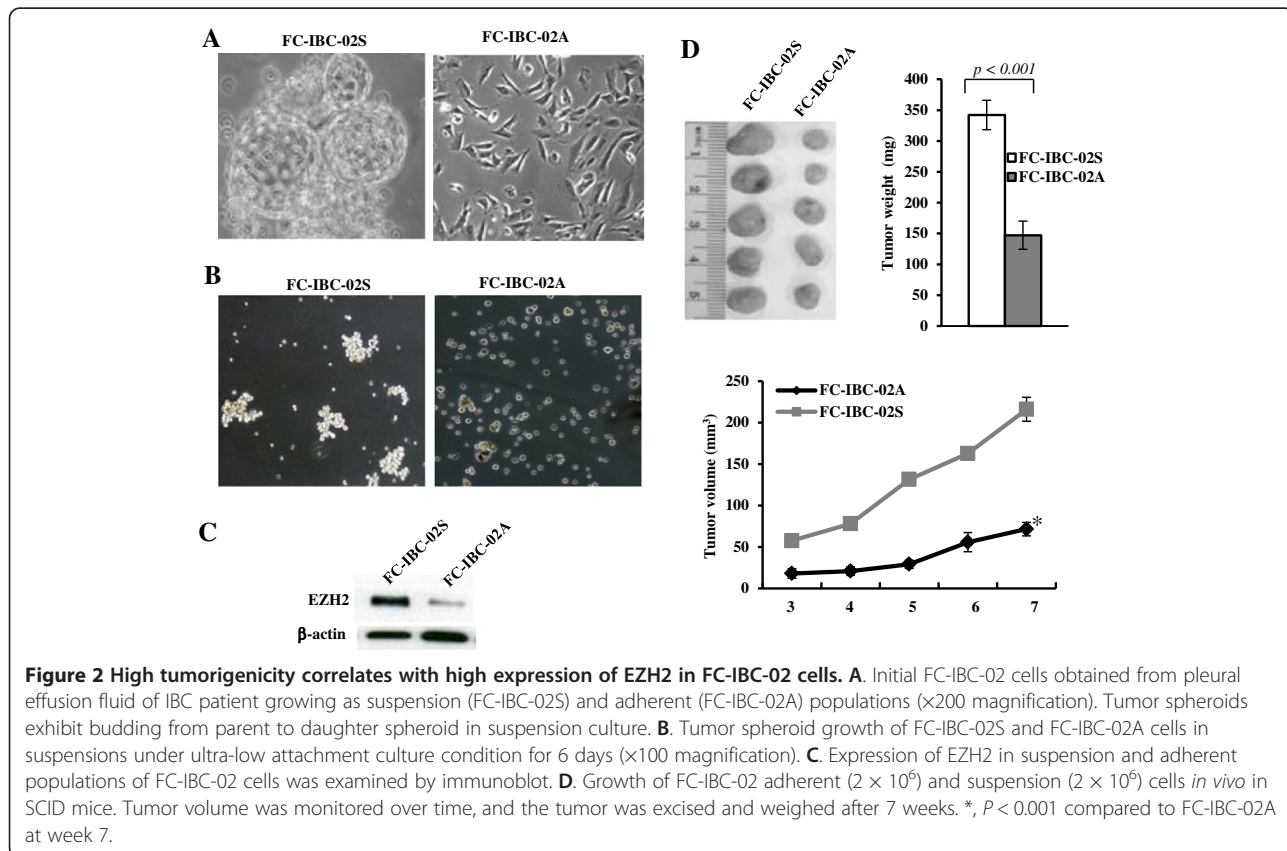 A
FC-IBC-02S
FC-IBC-02A
B
FC-IBC-02S
FC-IBC-02A
C
FC-IBC-02S
FC-IBC-02A
EZH2
β-actin
D
FC-IBC-02S
FC-IBC-02A
p < 0.001
400
350
300
250
200
150
100
50
0
Tumor weight (mg)
FC-IBC-02S
FC-IBC-02A
250
200
150
100
50
0
Tumor volume (mm³)
FC-IBC-02A
FC-IBC-02S
*
3 4 5 6 7
Figure 2 High tumorigenicity correlates with high expression of EZH2 in FC-IBC-02 cells. A. Initial FC-IBC-02 cells obtained from pleural
effusion fluid of IBC patient growing as suspension (FC-IBC-02S) and adherent (FC-IBC-02A) populations (×200 magnification). Tumor spheroids
exhibit budding from parent to daughter spheroid in suspension culture. B. Tumor spheroid growth of FC-IBC-02S and FC-IBC-02A cells in
suspensions under ultra-low attachment culture condition for 6 days (×100 magnification). C. Expression of EZH2 in suspension and adherent
populations of FC-IBC-02 cells was examined by immunoblot. D. Growth of FC-IBC-02 adherent (2 × 10⁶) and suspension (2 × 10⁶) cells in vivo in
SCID mice. Tumor volume was monitored over time, and the tumor was excised and weighed after 7 weeks. *, P < 0.001 compared to FC-IBC-02A
at week 7.